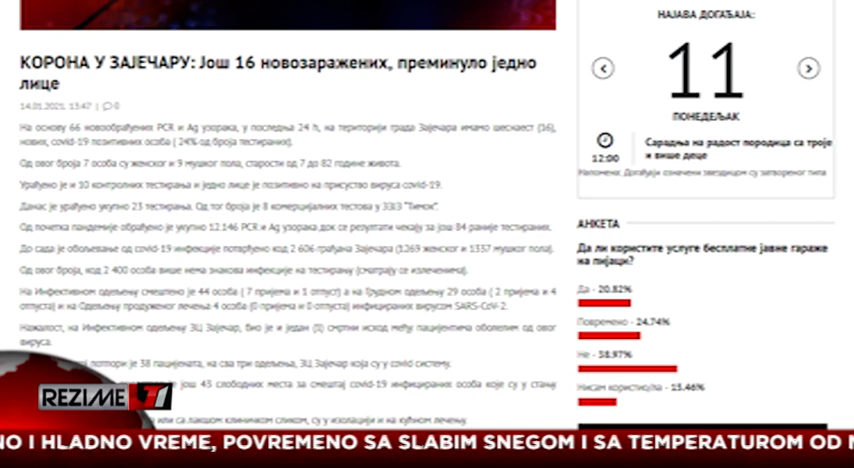 КОРОНА У ЗАЈЕЧАРУ: Још 16 новозаражених, преминуло једно
лице
14.01.2021. 13:47 | 0
На основу 66 новообрађених PCR и Ag узорака, у последња 24 h, на територији града Зајечара имамо шеснаест (16),
нових, covid-19 позитивних особа ( 24% од броја тестираних).
Од овог броја 7 особа су женског и 9 мушког пола, старости од 7 до 82 године живота.
Урађено је и 10 контролних тестирања и једно лице је позитивно на присуство вируса covid-19.
Данас је урађено укупно 23 тестирања. Од тог броја је 8 комерцијалних тестова у ЗЗЈЗ "Тимок".
Од почетка пандемије обрађено је укупно 12.146 PCR и Ag узорака док се резултати чекају за још 84 раније тестираних.
До сада је обољевање од covid-19 инфекције потврђено код 2 606 грађана Зајечара (1269 женског и 1337 мушког пола).
Од овог броја, код 2 400 особа више нема знакова инфекције на тестирању (сматрају се излеченима).
На Инфективном одељењу смештено је 44 особа ( 7 пријема и 1 отпуст) а на Грудном одељењу 29 особа ( 2 пријема и 4
отпуста) и на Одељењу продуженог лечења 4 особа (0 пријема и 0 отпуста) инфицираних вирусом SARS-CoV-2.
Нажалост, на Инфективном одељењу ЗЦ Зајечар, био је и један (1) смртни исход међу пацијентима оболелим од овог
вируса.
потпори је 38 пацијената, на сва три одељења, ЗЦ Зајечар која су у covid систему.
је још 43 слободних места за смештај covid-19 инфицираних особа које су у стању
или са лакшом клиничком сликом, су у изолацији и на кућном лечењу.
НАЈАВА ДОГАЂАЈА:
11
ПОНЕДЕЉАК
12:00
Сарадња на радост породица са троје
и више деце
Напомена: Догађаји означени звездицом су затвореног типа
АНКЕТА
Да ли користите услуге бесплатне јавне гараже
на пијаци?
Да - 20.82%
Повремено - 24.74%
Не - 38.97%
Нисам користио/ла - 15.46%
REZIME T1
NO I HLADNO VREME, POVREMENO SA SLABIM SNEGOM I SA TEMPERATUROM OD